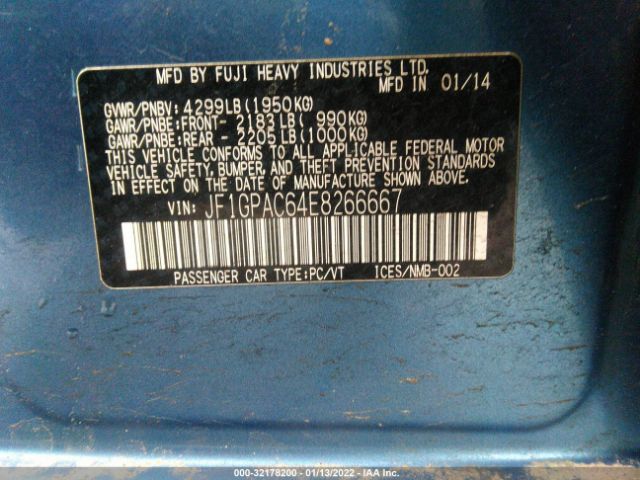 MFD BY FUJI HEAVY INDUSTRIES LTD.
MFD IN 01/14
GVWR/PNBV: 4299LB(1950KG)
GAWR/PNBE:FRONT- 2183LB( 990KG)
GAWR/PNBE:REAR - 2205LB(1000KG)
THIS VEHICLE CONFORMS TO ALL APPLICABLE FEDERAL MOTOR
VEHICLE SAFETY, BUMPER, AND THEFT PREVENTION STANDARDS
IN EFFECT ON THE DATE OF MANUFACTURE SHOWN ABOVE.
VIN: JF1GPAC64E8266667
PASSENGER CAR TYPE:PC/VT ICES/NMB-002
000-32178200 - 01/13/2022 - IAA Inc.